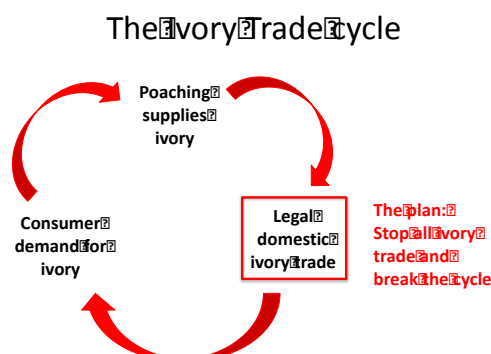 The Ivory Trade cycle
Poaching
supplies
ivory
Legal
domestic
ivory trade
The plan:
Stop all ivory
trade and
break the cycle
Consumer
demand for
ivory